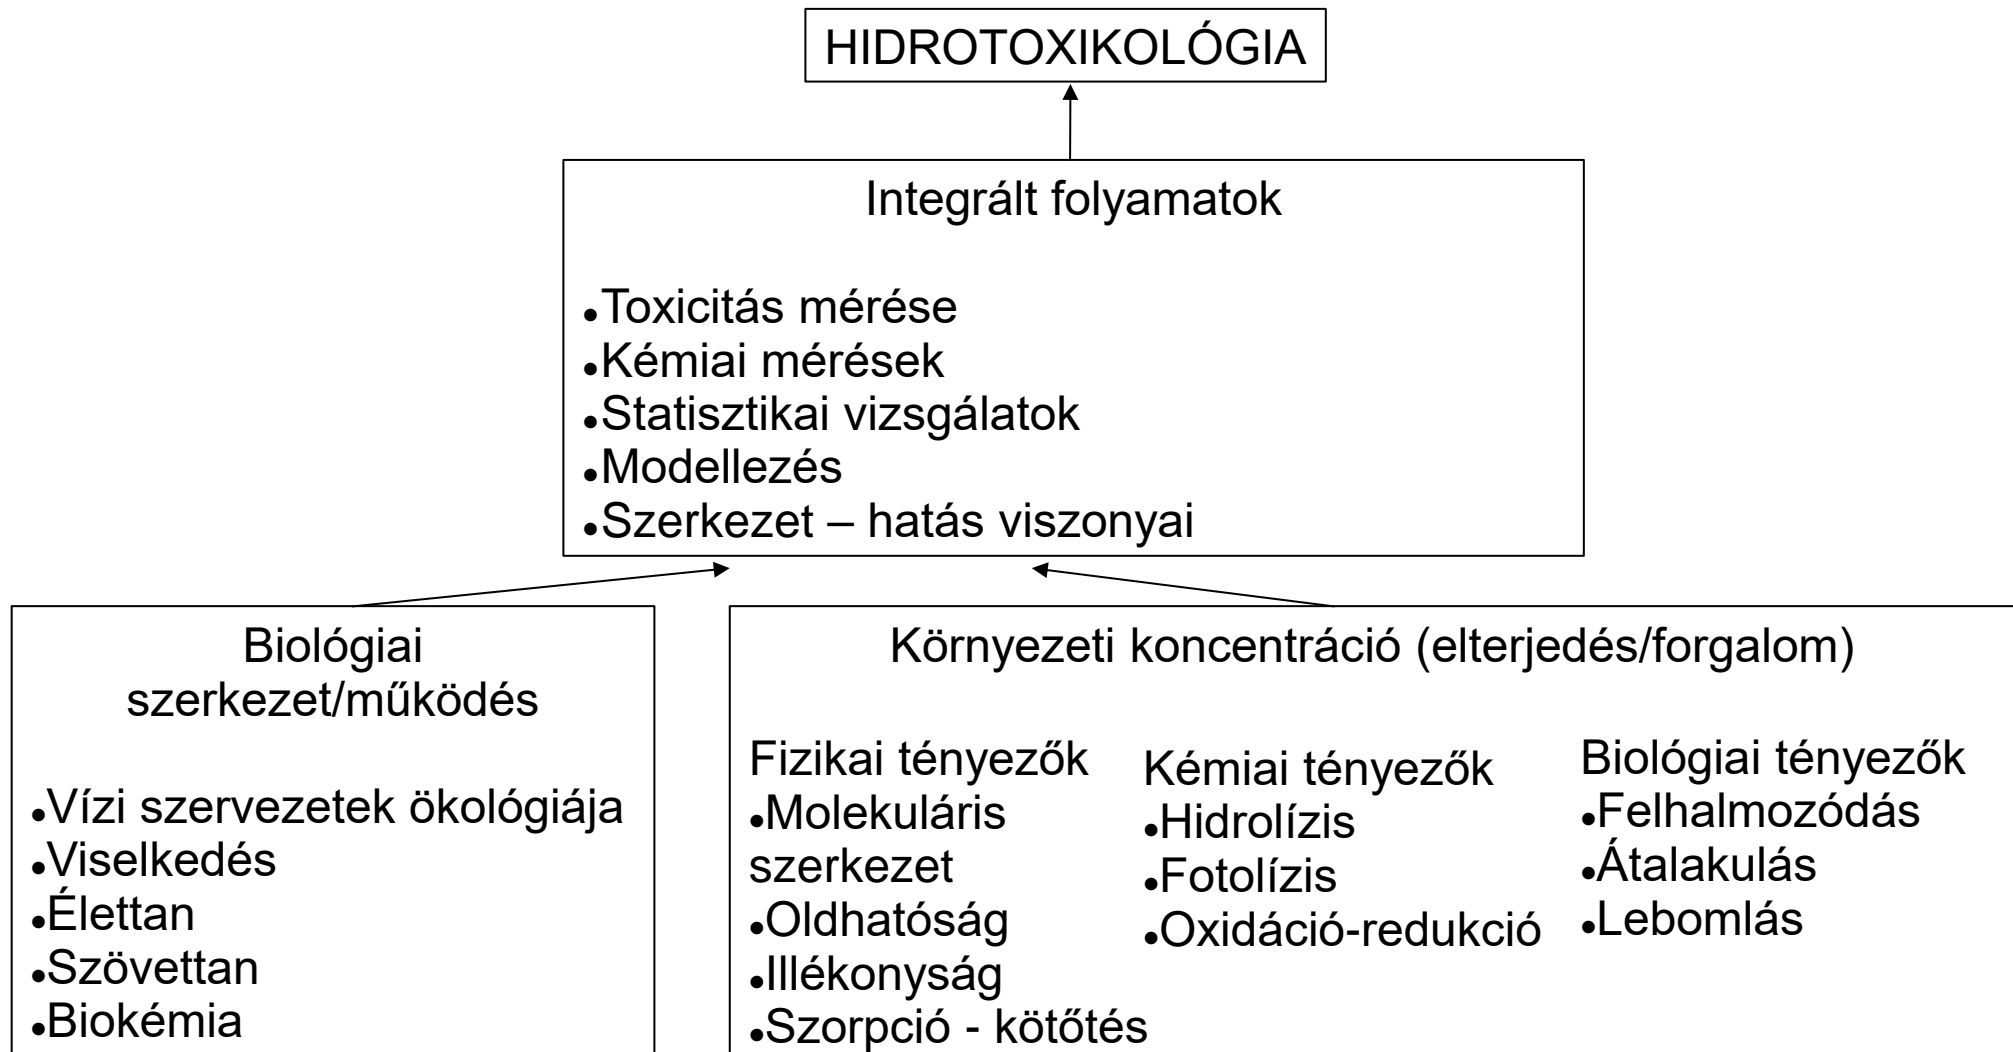 HIDROTOXIKOLÓGIA
Integrált folyamatok
●Toxicitás mérése
●Kémiai mérések
●Statisztikai vizsgálatok
●Modellezés
●Szerkezet – hatás viszonyai
Biológiai
szerkezet/működés
●Vízi szervezetek ökológiája
●Viselkedés
●Élettan
●Szövettan
●Biokémia
Környezeti koncentráció (elterjedés/forgalom)
Fizikai tényezők
●Molekuláris
szerkezet
●Oldhatóság
●Illékonyság
●Szorpció - kötőtés
Kémiai tényezők
●Hidrolízis
●Fotolízis
●Oxidáció-redukció
Biológiai tényezők
●Felhalmozódás
●Átalakulás
●Lebomlás